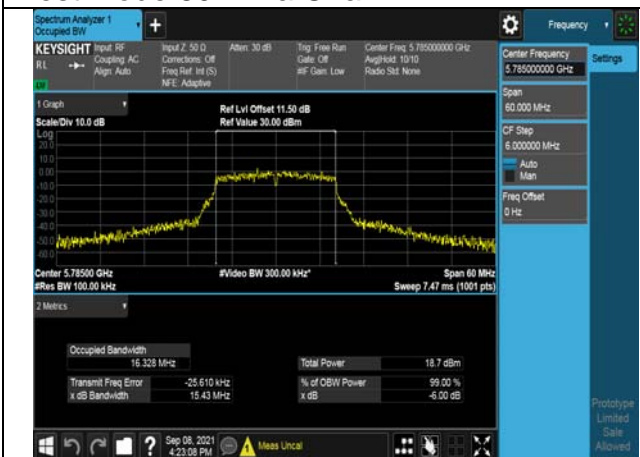 Spectrum Analyzer 1
Occupied BW
Frequency
KEYSIGHT
RL
Input: RF
Coupling: AC
Align: Auto
Input Z: 50 Ω
Corrections: Off
Freq Ref: Int (S)
NFE: Adaptive
Atten: 30 dB
Trig: Free Run
Gate: Off
#IF Gain: Low
Center Freq: 5.785000000 GHz
Avg|Hold: 10/10
Radio Std: None
Center Frequency
5.785000000 GHz
Settings
Span
60.000 MHz
CF Step
6.000000 MHz
Auto
Man
Freq Offset
0 Hz
1 Graph
Scale/Div 10.0 dB
Ref Lvl Offset 11.50 dB
Ref Value 30.00 dBm
Log
20.0
10.0
0.00
-10.0
-20.0
-30.0
-40.0
-50.0
-60.0
Center 5.78500 GHz
#Res BW 100.00 kHz
#Video BW 300.00 kHz*
Span 60 MHz
Sweep 7.47 ms (1001 pts)
2 Metrics
Occupied Bandwidth
16.328 MHz
Total Power
18.7 dBm
Transmit Freq Error
-25.610 kHz
% of OBW Power
99.00 %
x dB Bandwidth
15.43 MHz
x dB
-6.00 dB
Prototype
Limited
Sale
Allowed
Sep 08, 2021
4:23:08 PM
Meas Uncal